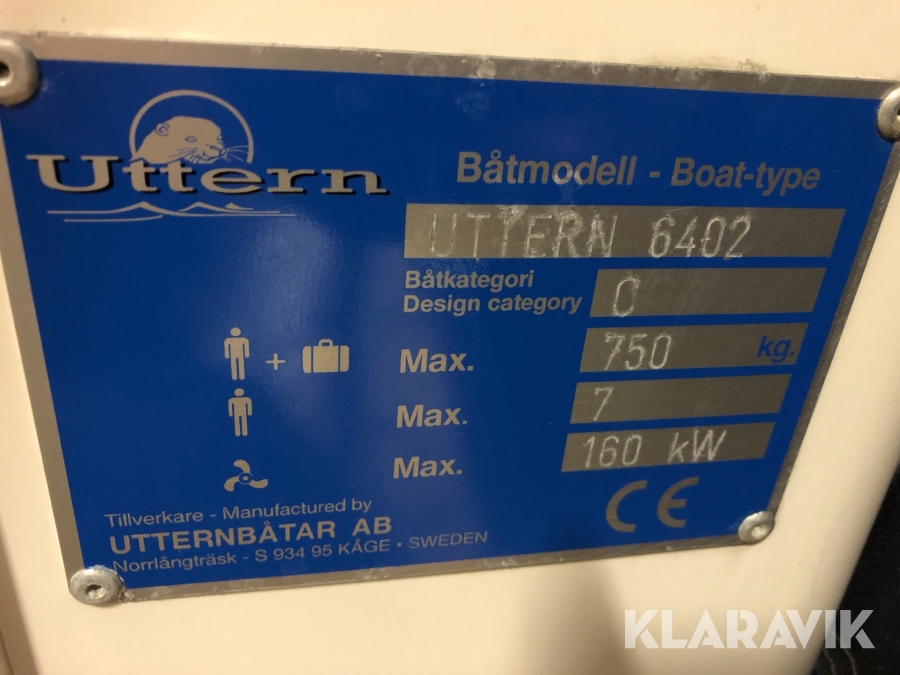 Uttern
Båtmodell - Boat-type
UTTERN 6402
Båtkategori
Design category
C
Max. 750 kg.
Max. 7
Max. 160 kW
Tillverkare - Manufactured by
UTTERNBÅTAR AB
Norrlångträsk - S 934 95 KÅGE • SWEDEN
CE
KLARAVIK